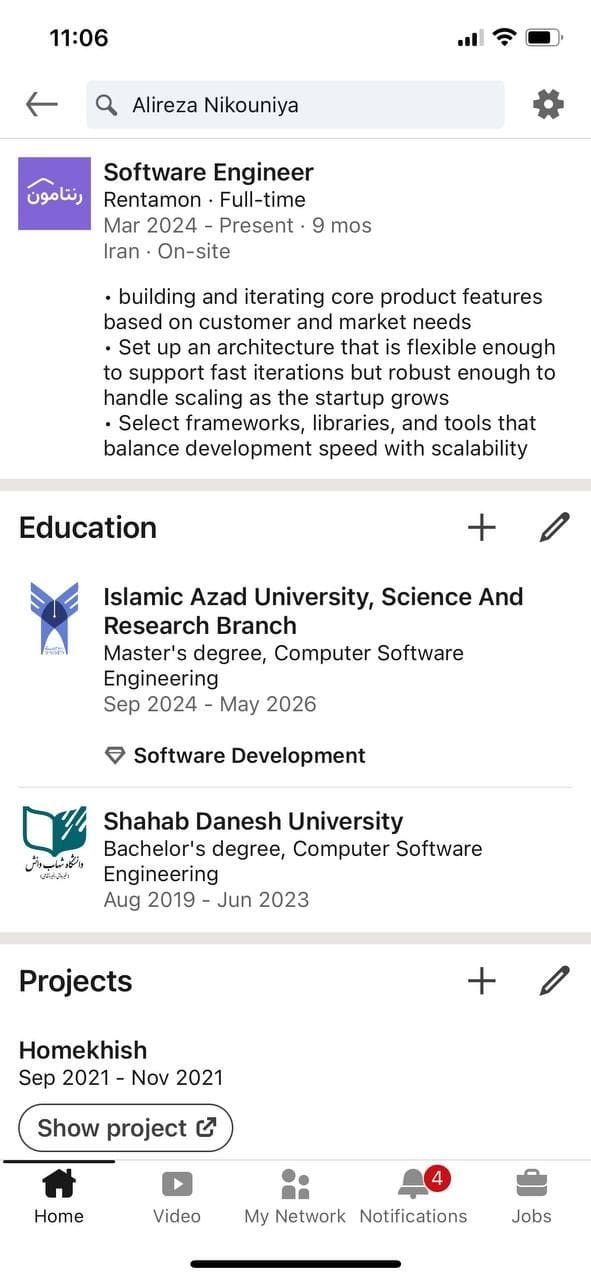 11:06
Alireza Nikouniya
رنتامون
Software Engineer
Rentamon · Full-time
Mar 2024 - Present · 9 mos
Iran · On-site
• building and iterating core product features
based on customer and market needs
• Set up an architecture that is flexible enough
to support fast iterations but robust enough to
handle scaling as the startup grows
• Select frameworks, libraries, and tools that
balance development speed with scalability
Education
Islamic Azad University, Science And
Research Branch
Master's degree, Computer Software
Engineering
Sep 2024 - May 2026
Software Development
Shahab Danesh University
دانشگاه شهاب دانش
Bachelor's degree, Computer Software
Engineering
Aug 2019 - Jun 2023
Projects
Homekhish
Sep 2021 - Nov 2021
Show project
4
Home
Video
My Network
Notifications
Jobs